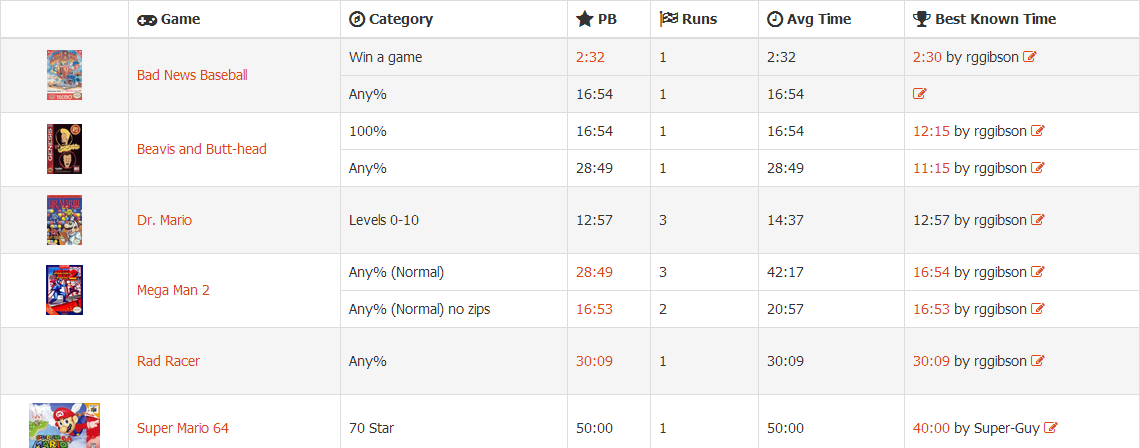 Game Category PB Runs Avg Time Best Known Time
Bad News Baseball
Win a game 2:32 1 2:32 2:30 by rggibson
Any% 16:54 1 16:54
Beavis and Butt-head
100% 16:54 1 16:54 12:15 by rggibson
Any% 28:49 1 28:49 11:15 by rggibson
Dr. Mario Levels 0-10 12:57 3 14:37 12:57 by rggibson
Mega Man 2
Any% (Normal) 28:49 3 42:17 16:54 by rggibson
Any% (Normal) no zips 16:53 2 20:57 16:53 by rggibson
Rad Racer Any% 30:09 1 30:09 30:09 by rggibson
Super Mario 64 70 Star 50:00 1 50:00 40:00 by Super-Guy